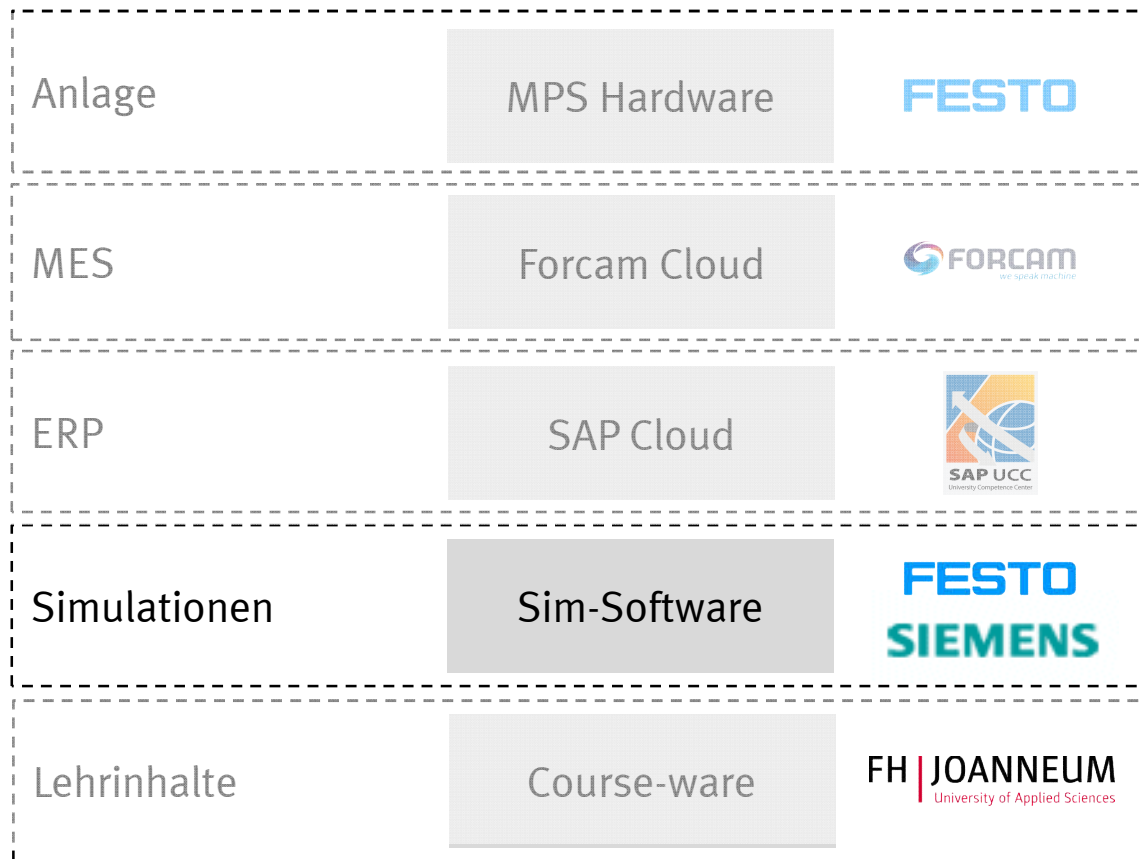 Anlage
MPS Hardware
FESTO
MES
Forcam Cloud
FORCAM
we speak machine
ERP
SAP Cloud
SAP UCC
University Competence Center
Simulationen
Sim-Software
FESTO
SIEMENS
Lehrinhalte
Course-ware
FH | JOANNEUM
University of Applied Sciences